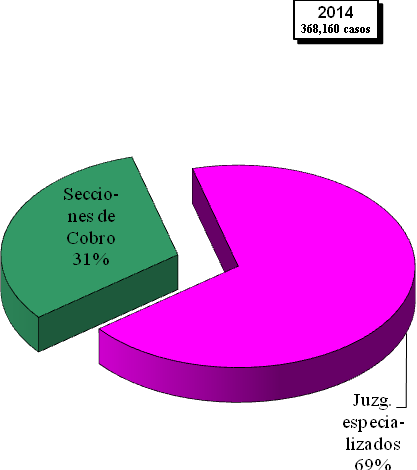 2014
368,160 casos
Seccio-
nes de
Cobro
31%
Juzg.
especia-
lizados
69%